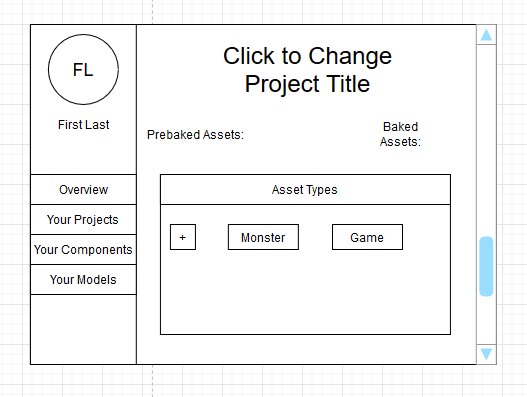 FL
First Last
Overview
Your Projects
Your Components
Your Models
Click to Change
Project Title
Prebaked Assets:
Baked
Assets:
Asset Types
+
Monster
Game